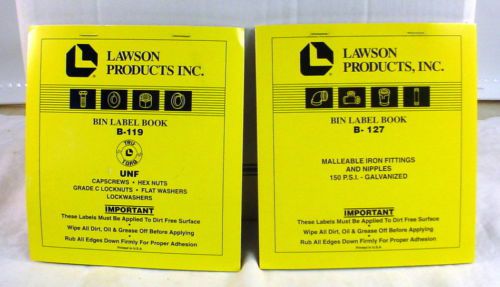 LAWSON
PRODUCTS INC.
BIN LABEL BOOK
B-119
TRU
TORQ
UNF
CAPSCREWS • HEX NUTS
GRADE C LOCKNUTS • FLAT WASHERS
LOCKWASHERS
IMPORTANT
These Labels Must Be Applied To Dirt Free Surface
•
Wipe All Dirt, Oil & Grease Off Before Applying
•
Rub All Edges Down Firmly For Proper Adhesion
Printed in U.S.A.
LAWSON
PRODUCTS, INC.
BIN LABEL BOOK
B- 127
MALLEABLE IRON FITTINGS
AND NIPPLES
150 P.S.I. - GALVANIZED
IMPORTANT
These Labels Must Be Applied To Dirt Free Surface
•
Wipe All Dirt, Oil & Grease Off Before Applying
•
Rub All Edges Down Firmly For Proper Adhesion
Printed in U.S.A.